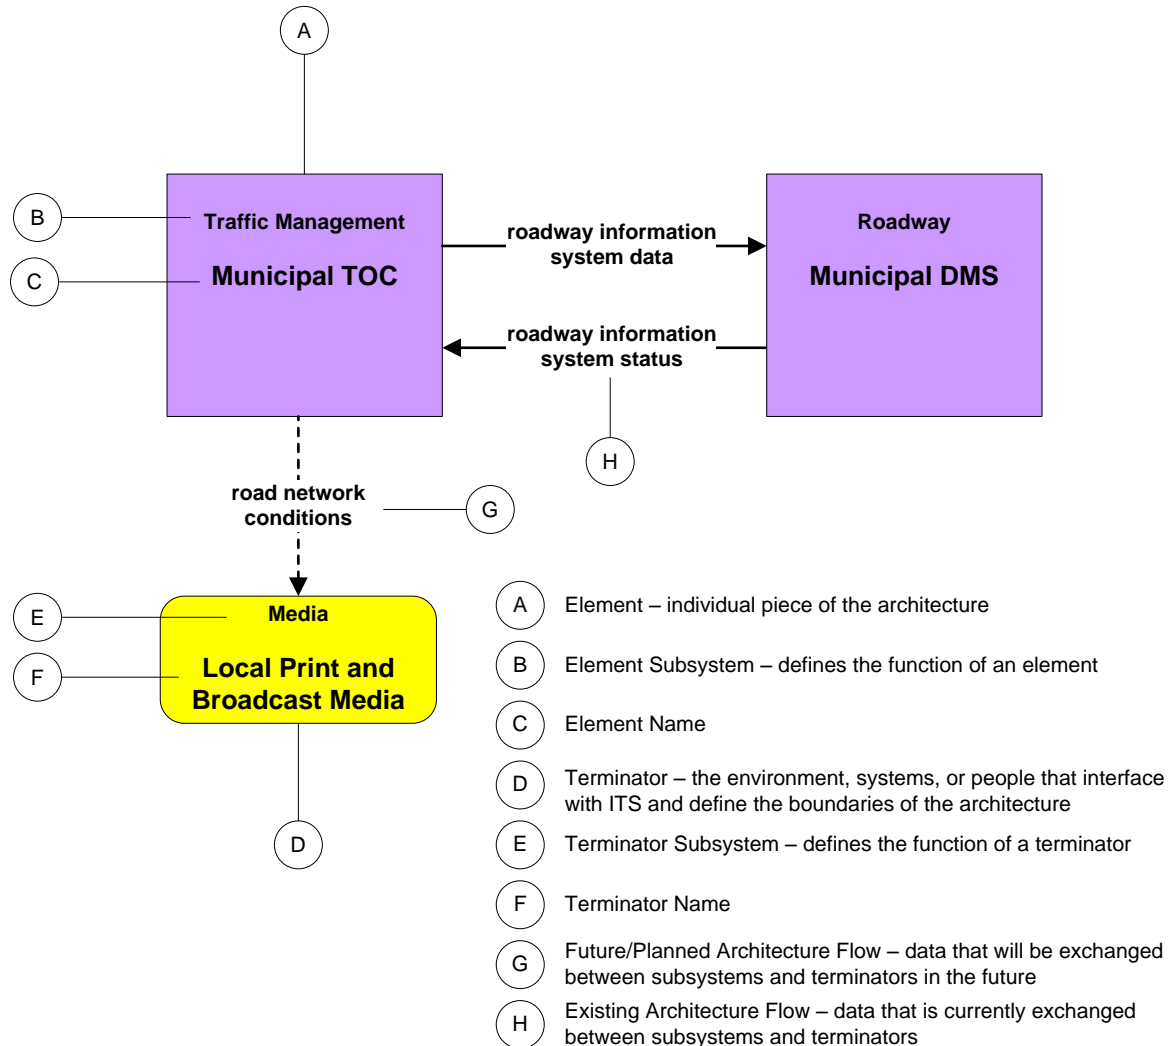 A
B
Traffic Management
C
Municipal TOC
roadway information
system data
Roadway
Municipal DMS
roadway information
system status
H
road network
conditions
G
E
Media
F
Local Print and
Broadcast Media
D
A Element – individual piece of the architecture
B Element Subsystem – defines the function of an element
C Element Name
D Terminator – the environment, systems, or people that interface
with ITS and define the boundaries of the architecture
E Terminator Subsystem – defines the function of a terminator
F Terminator Name
G Future/Planned Architecture Flow – data that will be exchanged
between subsystems and terminators in the future
H Existing Architecture Flow – data that is currently exchanged
between subsystems and terminators